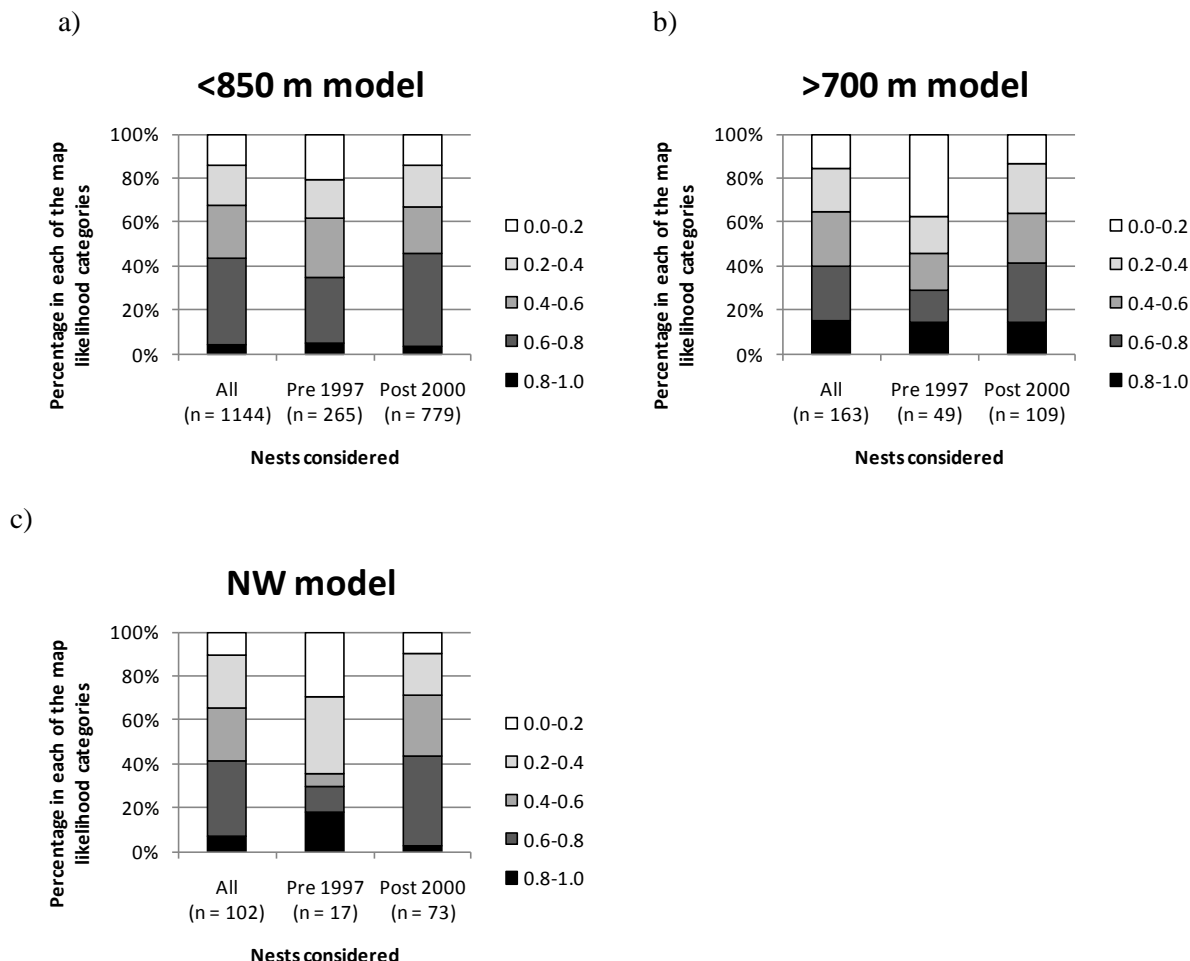 a)
<850 m model
Percentage in each of the map
likelihood categories
100%
80%
60%
40%
20%
0%
All
(n = 1144)
Pre 1997
(n = 265)
Post 2000
(n = 779)
Nests considered
0.0-0.2
0.2-0.4
0.4-0.6
0.6-0.8
0.8-1.0
b)
>700 m model
Percentage in each of the map
likelihood categories
100%
80%
60%
40%
20%
0%
All
(n = 163)
Pre 1997
(n = 49)
Post 2000
(n = 109)
Nests considered
0.0-0.2
0.2-0.4
0.4-0.6
0.6-0.8
0.8-1.0
c)
NW model
Percentage in each of the map
likelihood categories
100%
80%
60%
40%
20%
0%
All
(n = 102)
Pre 1997
(n = 17)
Post 2000
(n = 73)
Nests considered
0.0-0.2
0.2-0.4
0.4-0.6
0.6-0.8
0.8-1.0